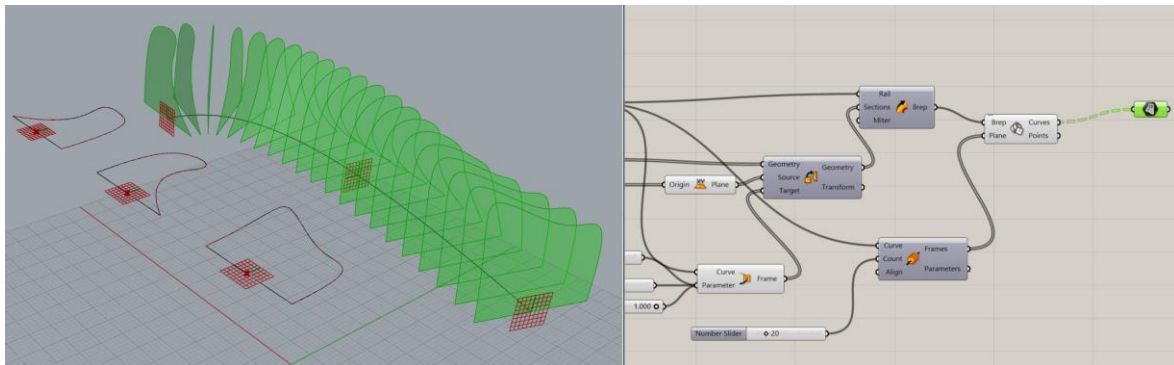 Rail
Sections Brep
Miter
Brep Curves
Plane Points
Geometry Geometry
Source
Target Transform
Origin XY Plane
Curve Frames
Count
Align Parameters
Curve Frame
Parameter
1.000
Number Slider 20